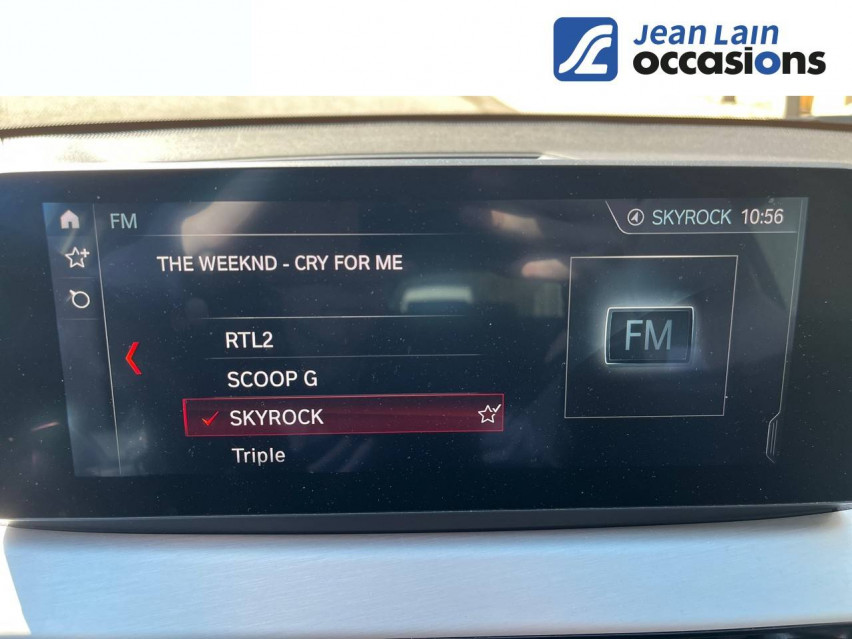 Jean Lain
occasions
FM
SKYROCK 10:56
THE WEEKND - CRY FOR ME
RTL2
SCOOP G
SKYROCK
Triple
FM